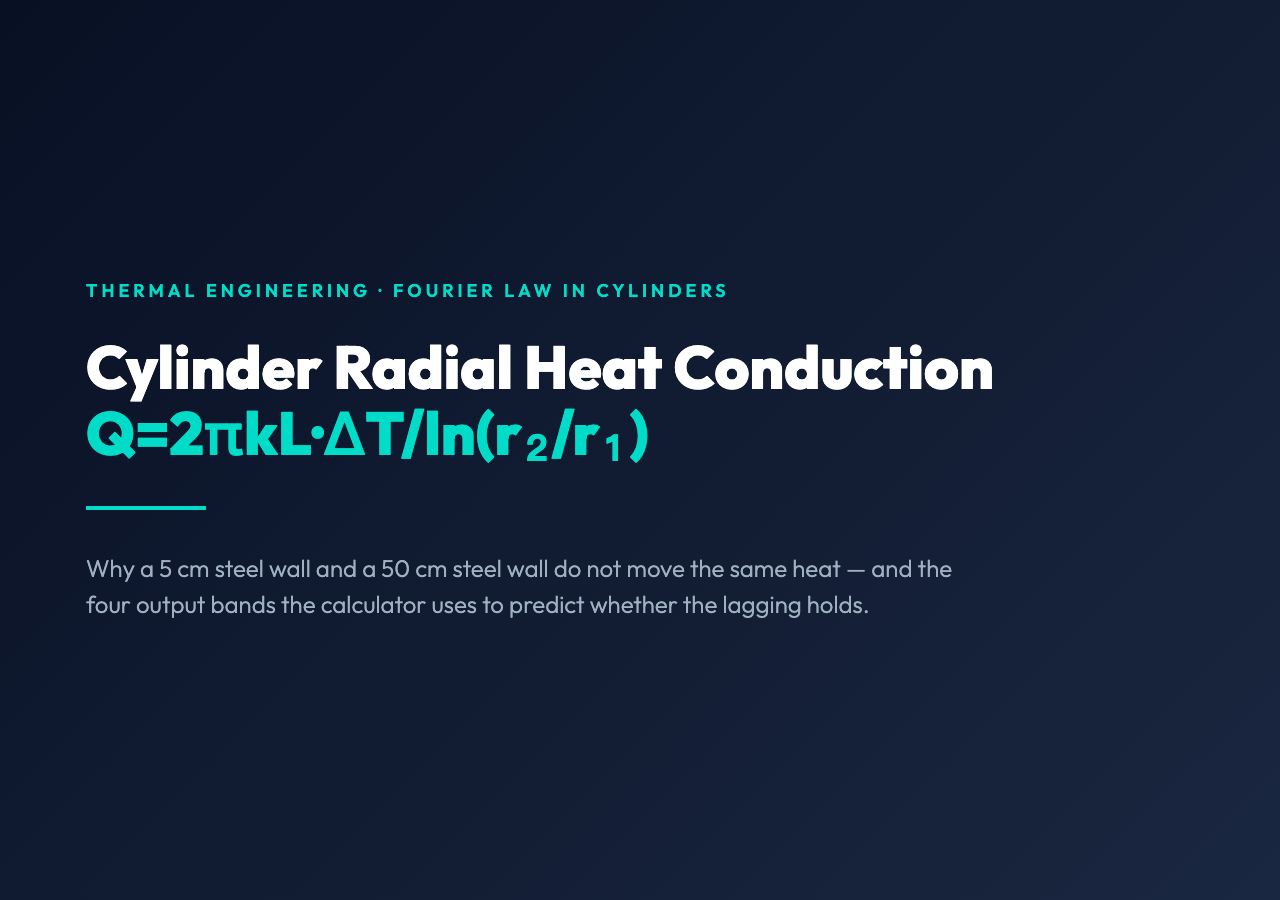 THERMAL ENGINEERING · FOURIER LAW IN CYLINDERS
Cylinder Radial Heat Conduction
Q=2πkL·ΔT/ln(r₂/r₁)
Why a 5 cm steel wall and a 50 cm steel wall do not move the same heat — and the
four output bands the calculator uses to predict whether the lagging holds.